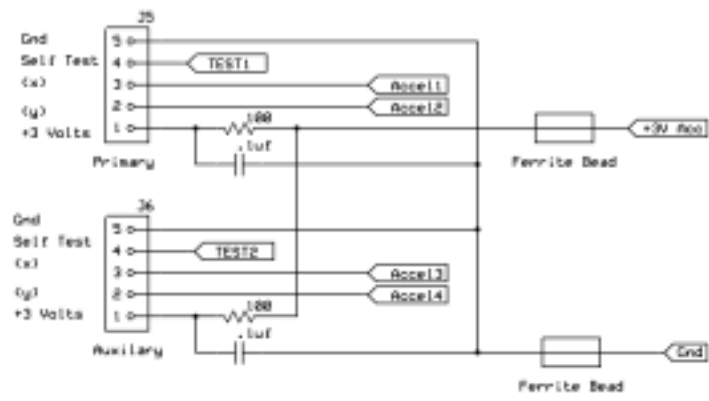 J5
Gnd
5
Self Test
4
TEST1
(x)
3
Accel1
(y)
2
Accel2
+3 Volts
1
100
+3V Acc
.1uf
Primary
Ferrite Bead
J6
Gnd
5
Self Test
4
TEST2
(x)
3
Accel3
(y)
2
Accel4
+3 Volts
1
100
.1uf
Auxilary
Gnd
Ferrite Bead